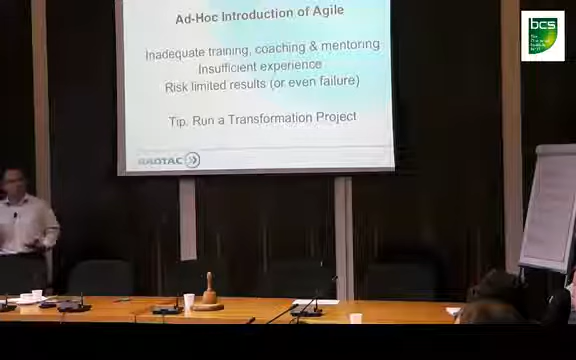 Ad-Hoc Introduction of Agile
Inadequate training, coaching & mentoring
Insufficient experience
Risk limited results (or even failure)
Tip. Run a Transformation Project
RADTAC
bcs